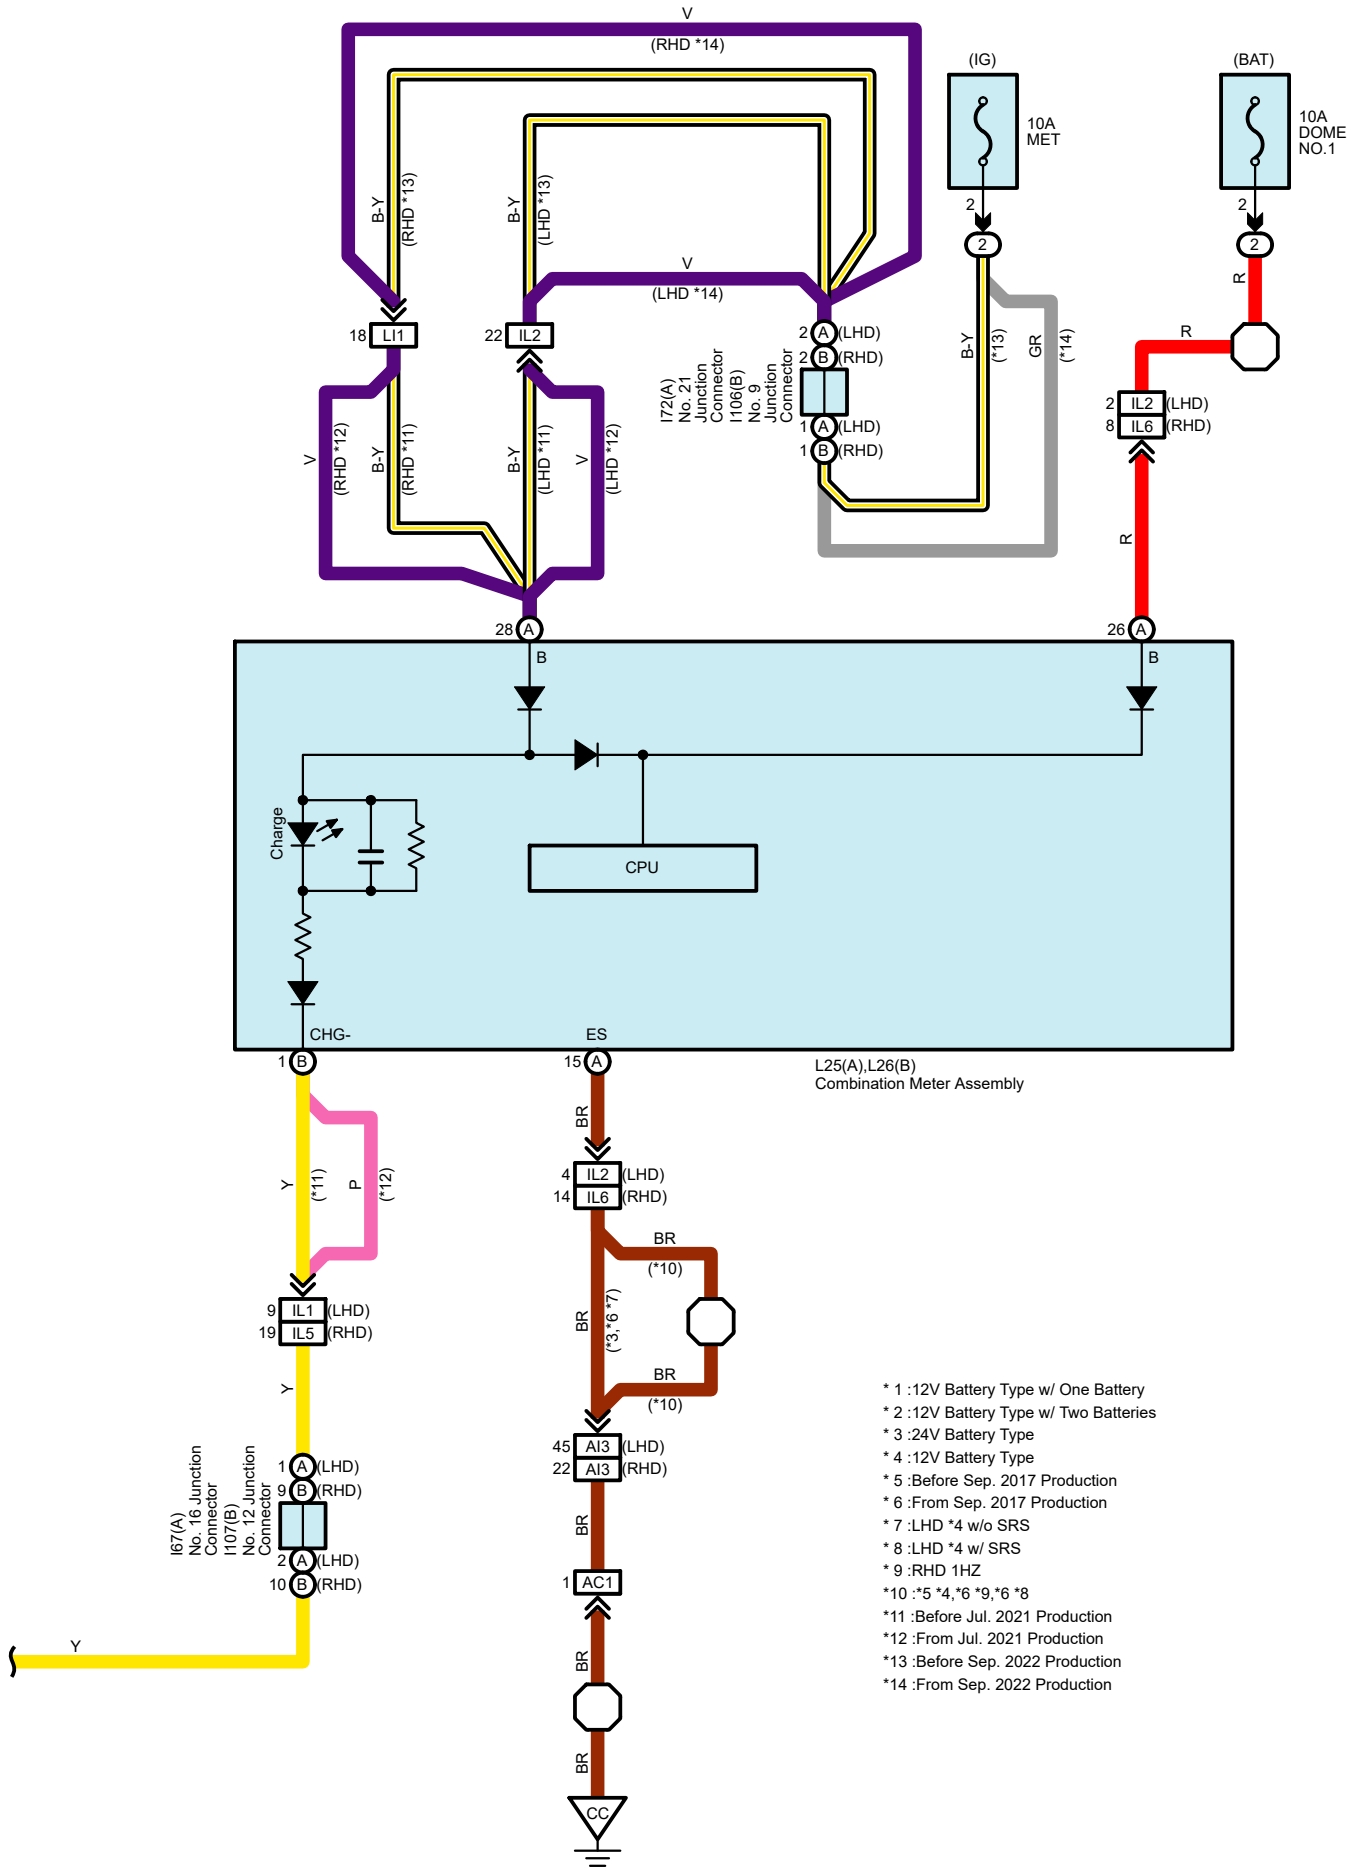 V
(RHD *14)
(IG)
(BAT)
10A
MET
10A
DOME
NO.1
B-Y
(RHD *13)
B-Y
(LHD *13)
2
2
2
2
V
(LHD *14)
R
18 LI1
22 IL2
2 A (LHD)
2 B (RHD)
I72(A)
No. 21
Junction
Connector
I106(B)
No. 9
Junction
Connector
1 A (LHD)
1 B (RHD)
B-Y
(*13)
GR
(*14)
R
2 IL2 (LHD)
8 IL6 (RHD)
V
(RHD *12)
B-Y
(RHD *11)
B-Y
(LHD *11)
V
(LHD *12)
R
28 A
26 A
B
B
Charge
CPU
CHG-
ES
1 B
15 A
L25(A),L26(B)
Combination Meter Assembly
BR
Y
(*11)
P
(*12)
4 IL2 (LHD)
14 IL6 (RHD)
BR
(*10)
BR
(*3,*6 *7)
9 IL1 (LHD)
19 IL5 (RHD)
Y
BR
(*10)
45 AI3 (LHD)
22 AI3 (RHD)
I67(A)
No. 16 Junction
Connector
I107(B)
No. 12 Junction
Connector
1 A (LHD)
9 B (RHD)
2 A (LHD)
10 B (RHD)
BR
1 AC1
Y
BR
BR
CC
* 1 :12V Battery Type w/ One Battery
* 2 :12V Battery Type w/ Two Batteries
* 3 :24V Battery Type
* 4 :12V Battery Type
* 5 :Before Sep. 2017 Production
* 6 :From Sep. 2017 Production
* 7 :LHD *4 w/o SRS
* 8 :LHD *4 w/ SRS
* 9 :RHD 1HZ
*10 :*5 *4,*6 *9,*6 *8
*11 :Before Jul. 2021 Production
*12 :From Jul. 2021 Production
*13 :Before Sep. 2022 Production
*14 :From Sep. 2022 Production